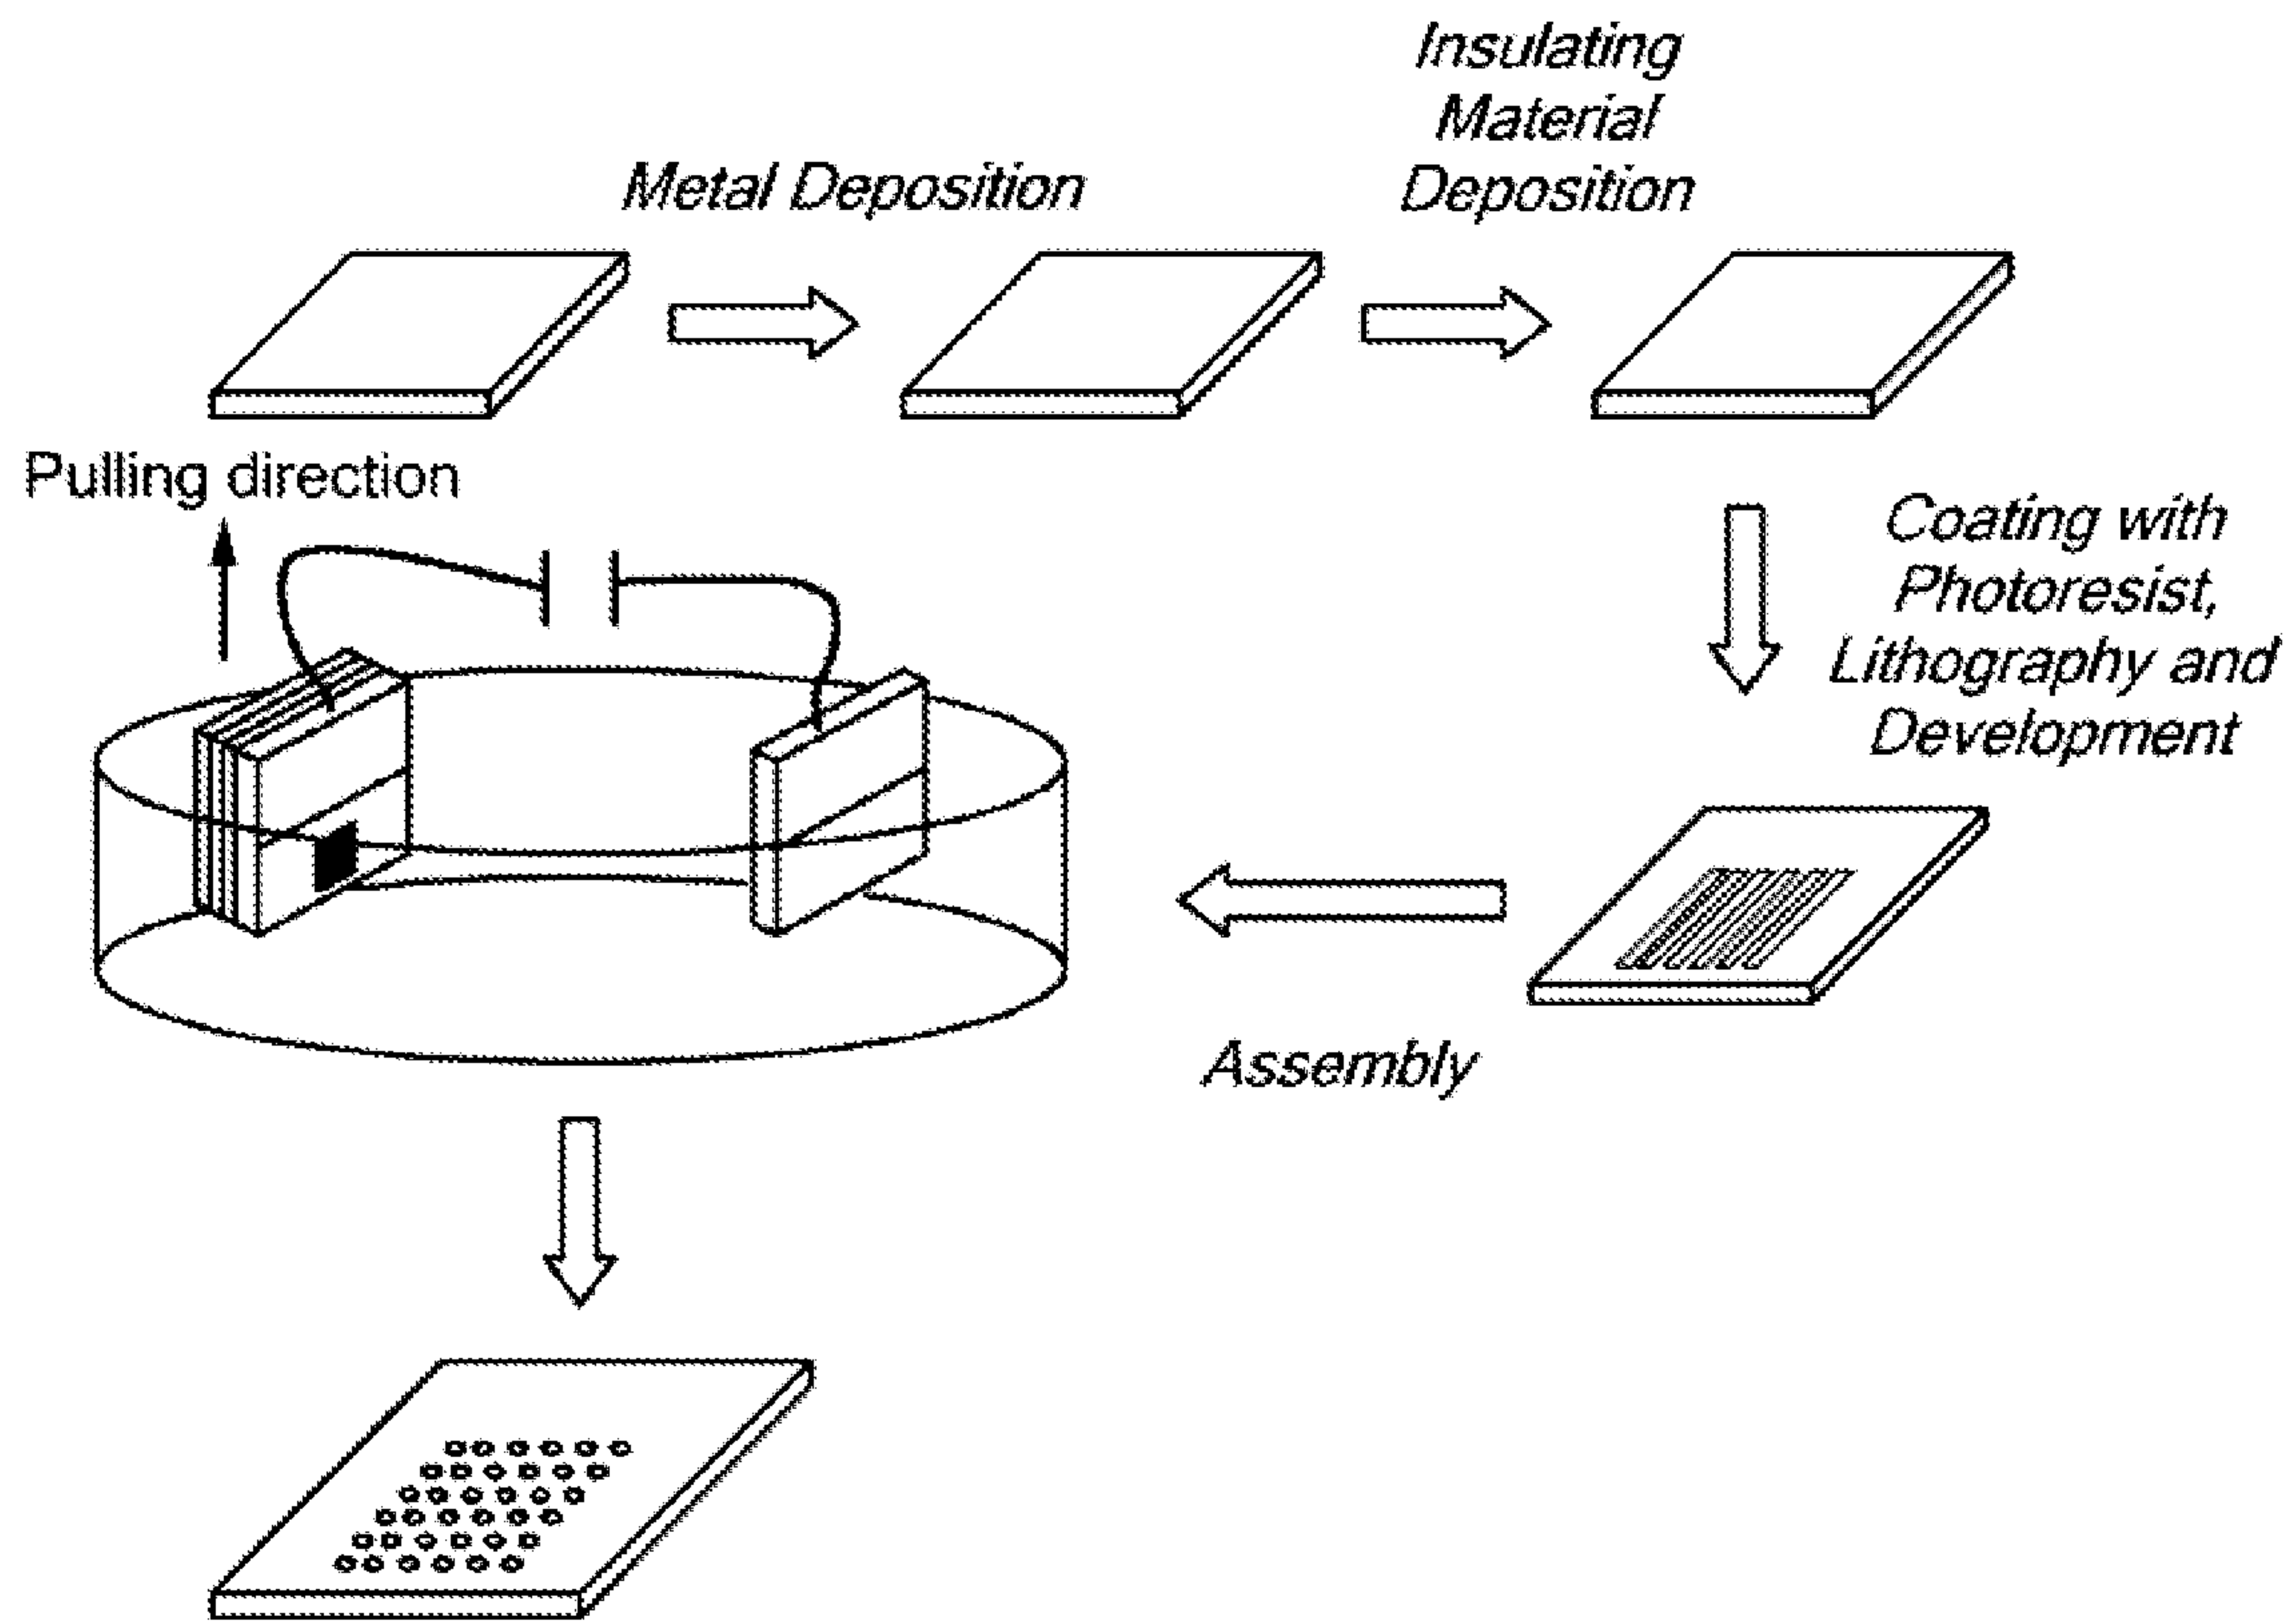 Metal Deposition
Insulating
Material
Deposition
Pulling direction
Coating with
Photoresist,
Lithography and
Development
Assembly